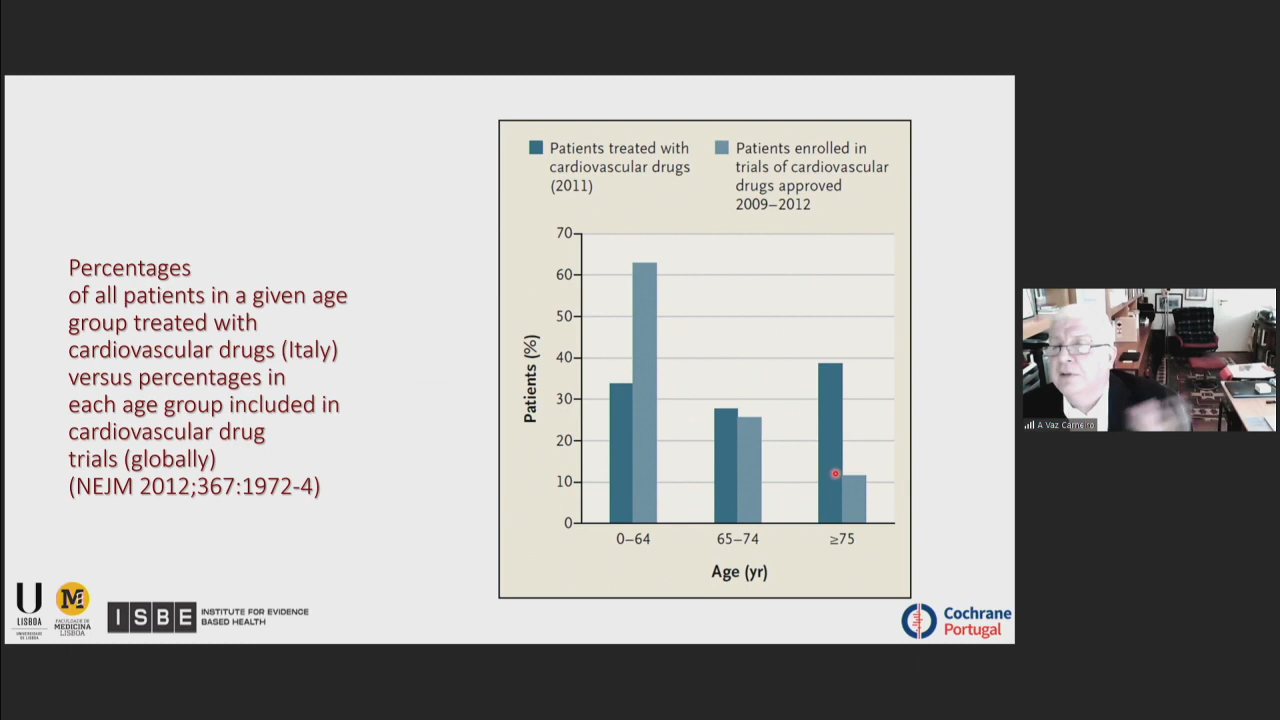 Percentages
of all patients in a given age
group treated with
cardiovascular drugs (Italy)
versus percentages in
each age group included in
cardiovascular drug
trials (globally)
(NEJM 2012;367:1972-4)
Patients treated with
cardiovascular drugs
(2011)
Patients enrolled in
trials of cardiovascular
drugs approved
2009–2012
Patients (%)
70
60
50
40
30
20
10
0
0–64
65–74
≥75
Age (yr)
U
LISBOA
UNIVERSIDADE
DE LISBOA
M
FACULDADE DE
MEDICINA
LISBOA
ISBE
INSTITUTE FOR EVIDENCE
BASED HEALTH
Cochrane
Portugal
A Vaz Carneiro